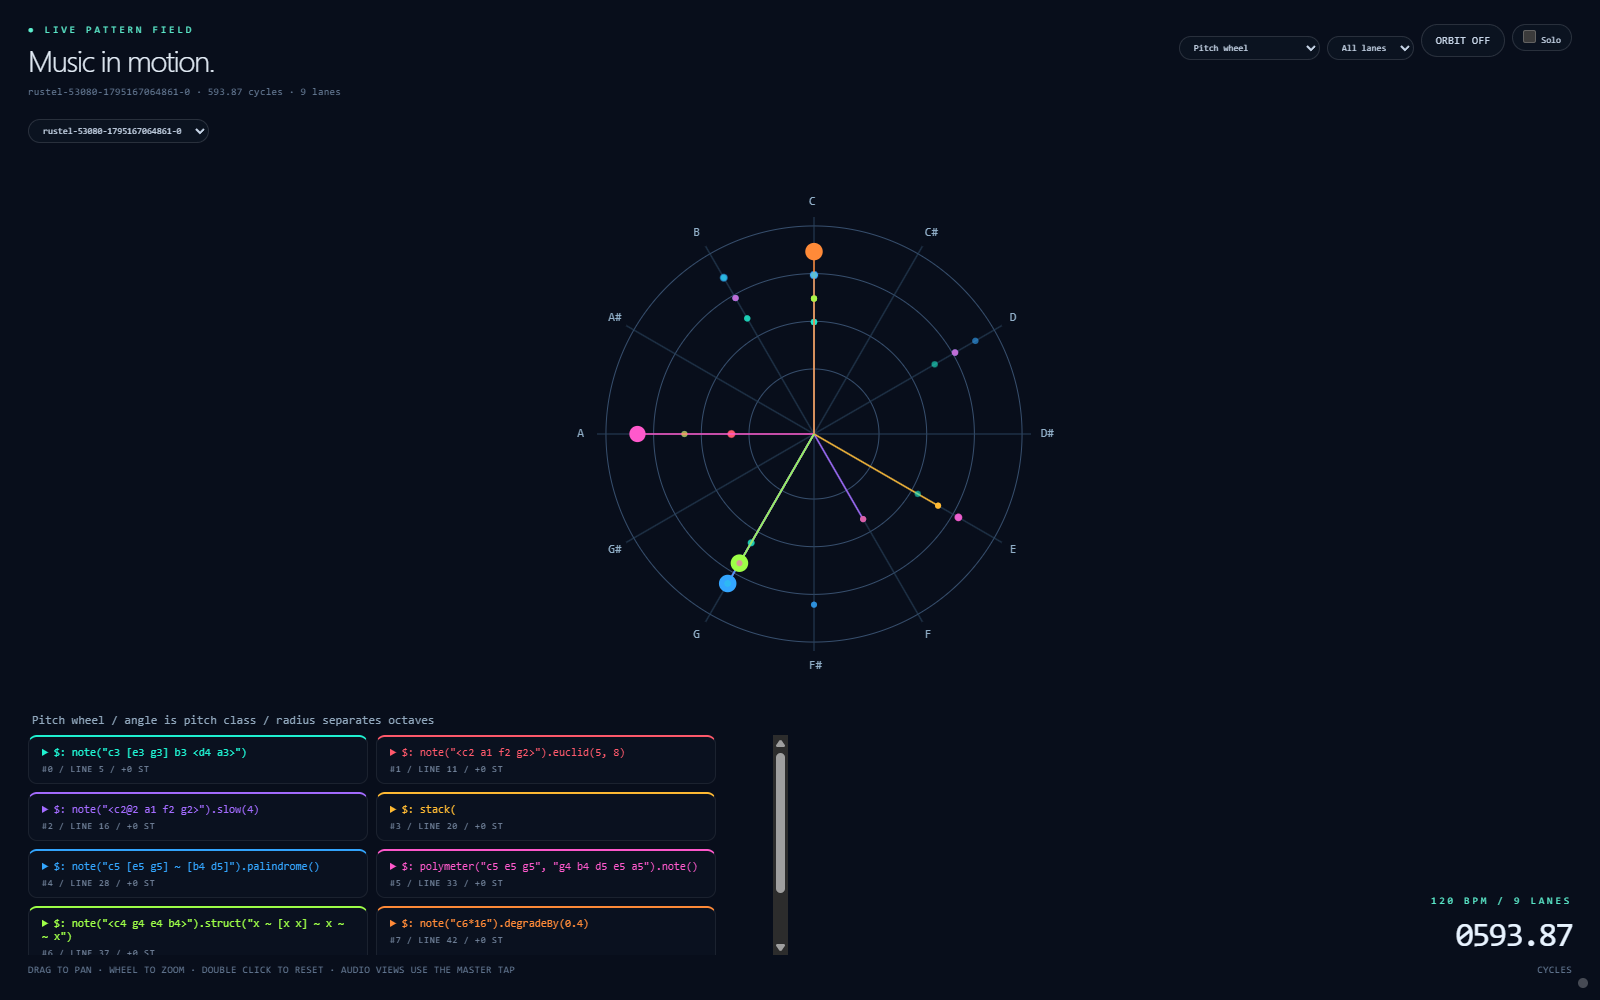 LIVE PATTERN FIELD
Music in motion.
rustel-53080-1795167064861-0 · 593.87 cycles · 9 lanes
rustel-53080-1795167064861-0
Pitch wheel
All lanes
ORBIT OFF
Solo
C
C#
D
D#
E
F
F#
G
G#
A
A#
B
Pitch wheel / angle is pitch class / radius separates octaves
▶ $: note("c3 [e3 g3] b3 <d4 a3>")
#0 / LINE 5 / +0 ST
▶ $: note("<c2 a1 f2 g2>").euclid(5, 8)
#1 / LINE 11 / +0 ST
▶ $: note("<c2@2 a1 f2 g2>").slow(4)
#2 / LINE 16 / +0 ST
▶ $: stack(
#3 / LINE 20 / +0 ST
▶ $: note("c5 [e5 g5] ~ [b4 d5]").palindrome()
#4 / LINE 28 / +0 ST
▶ $: polymeter("c5 e5 g5", "g4 b4 d5 e5 a5").note()
#5 / LINE 33 / +0 ST
▶ $: note("<c4 g4 e4 b4>").struct("x ~ [x x] ~ x ~
~ x")
#6 / LINE 37 / +0 ST
▶ $: note("c6*16").degradeBy(0.4)
#7 / LINE 42 / +0 ST
120 BPM / 9 LANES
0593.87
CYCLES
DRAG TO PAN · WHEEL TO ZOOM · DOUBLE CLICK TO RESET · AUDIO VIEWS USE THE MASTER TAP